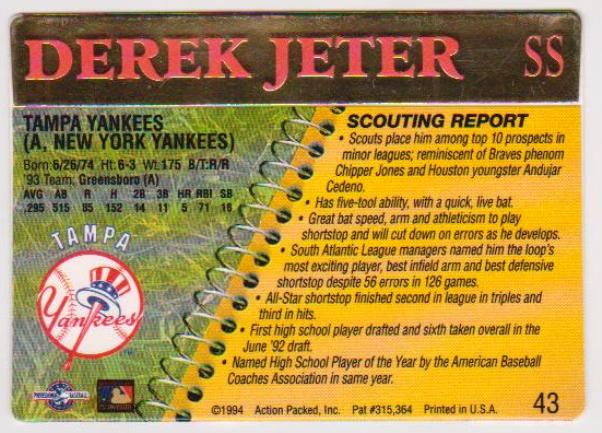 DEREK JETER SS
TAMPA YANKEES
(A, NEW YORK YANKEES)
Born:6/26/74 Ht: 6-3 Wt: 175 B/T:R/R
'93 Team: Greensboro (A)
AVG AB R H 2B 3B HR RBI SB
.295 515 85 152 14 11 5 71 18
TAMPA
Yankees
PROFESSIONAL BASEBALL
SCOUTING REPORT
• Scouts place him among top 10 prospects in
minor leagues; reminiscent of Braves phenom
Chipper Jones and Houston youngster Andujar
Cedeno.
• Has five-tool ability, with a quick, live bat.
• Great bat speed, arm and athleticism to play
shortstop and will cut down on errors as he develops.
• South Atlantic League managers named him the loop's
most exciting player, best infield arm and best defensive
shortstop despite 56 errors in 126 games.
• All-Star shortstop finished second in league in triples and
third in hits.
• First high school player drafted and sixth taken overall in the
June '92 draft.
• Named High School Player of the Year by the American Baseball
Coaches Association in same year.
©1994 Action Packed, Inc. Pat #315,364 Printed in U.S.A. 43